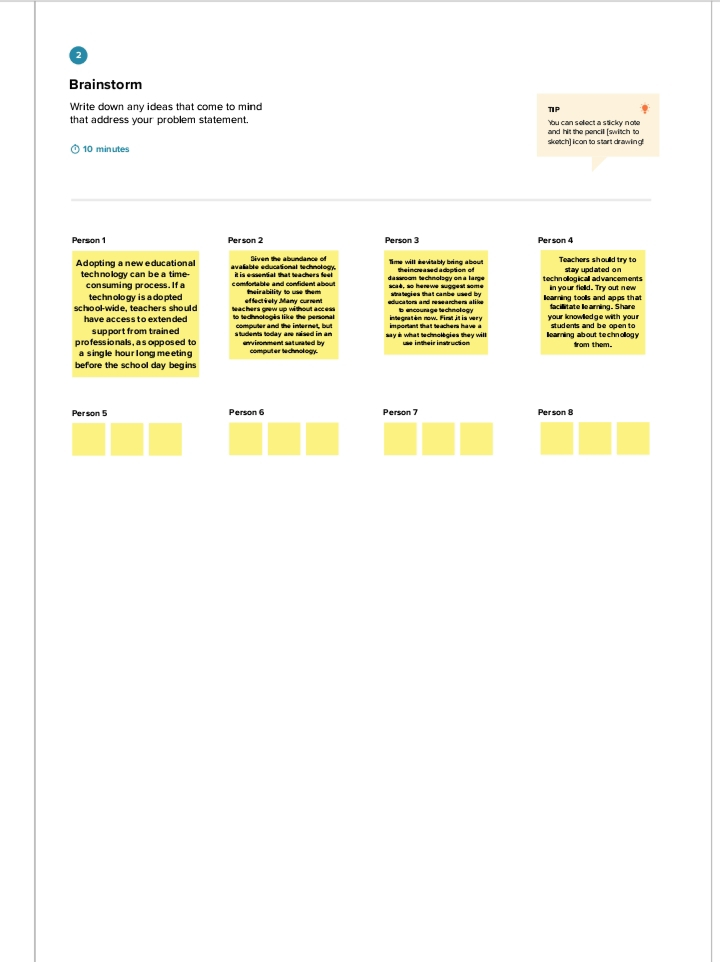 2
Brainstorm
Write down any ideas that come to mind
that address your problem statement.
10 minutes
TIP
You can select a sticky note
and hit the pencil [switch to
sketch] icon to start drawing!
Person 1
Adopting a new educational
technology can be a time-
consuming process. If a
technology is adopted
school-wide, teachers should
have access to extended
support from trained
professionals, as opposed to
a single hour long meeting
before the school day begins
Person 2
Given the abundance of
available educational technology,
it is essential that teachers feel
comfortable and confident about
theirability to use them
effectively .Many current
teachers grew up without access
to technologies like the personal
computer and the internet, but
students today are raised in an
environment saturated by
computer technology.
Person 3
Time will inevitably bring about
theincreased adoption of
classroom technology on a large
scale, so herewe suggest some
strategies that canbe used by
educators and researchers alike
to encourage technology
integration now. First ,it is very
important that teachers have a
say in what technologies they will
use intheir instruction
Person 4
Teachers should try to
stay updated on
technological advancements
in your field. Try out new
learning tools and apps that
facilitate learning. Share
your knowledge with your
students and be open to
learning about technology
from them.
Person 5
Person 6
Person 7
Person 8